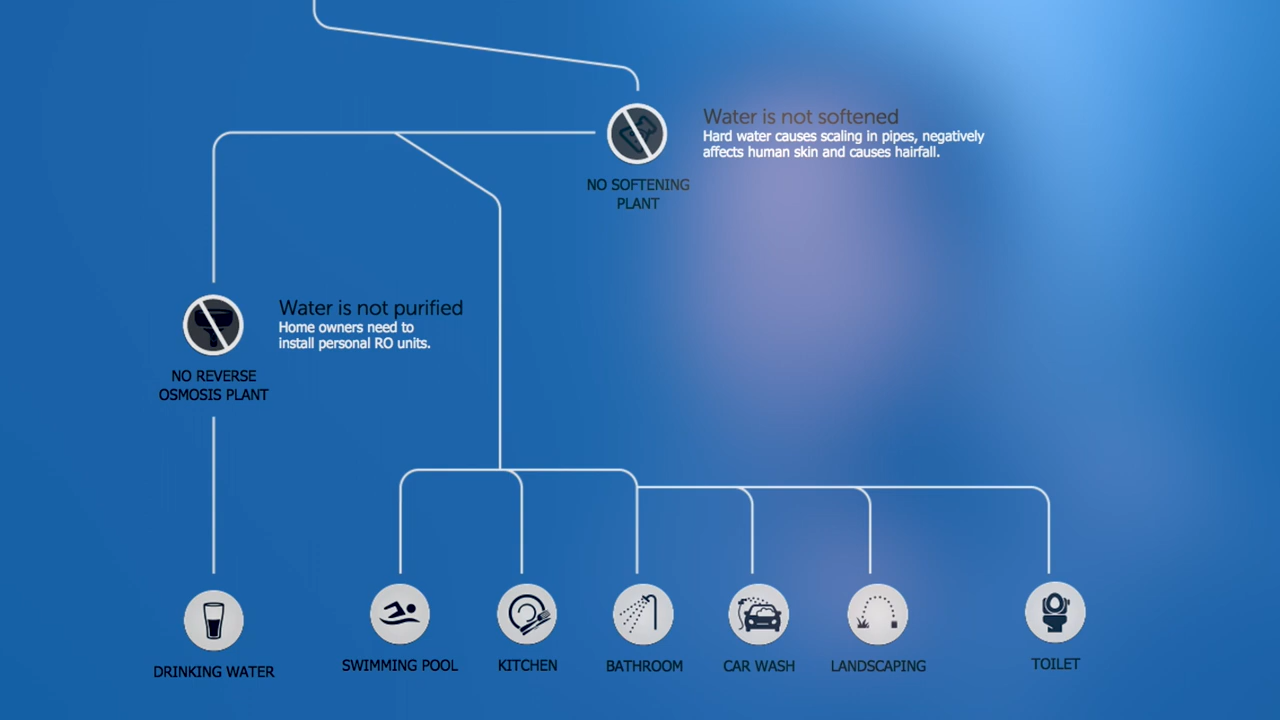 Water is not softened
Hard water causes scaling in pipes, negatively
affects human skin and causes hairfall.
NO SOFTENING
PLANT
Water is not purified
Home owners need to
install personal RO units.
NO REVERSE
OSMOSIS PLANT
DRINKING WATER
SWIMMING POOL
KITCHEN
BATHROOM
CAR WASH
LANDSCAPING
TOILET